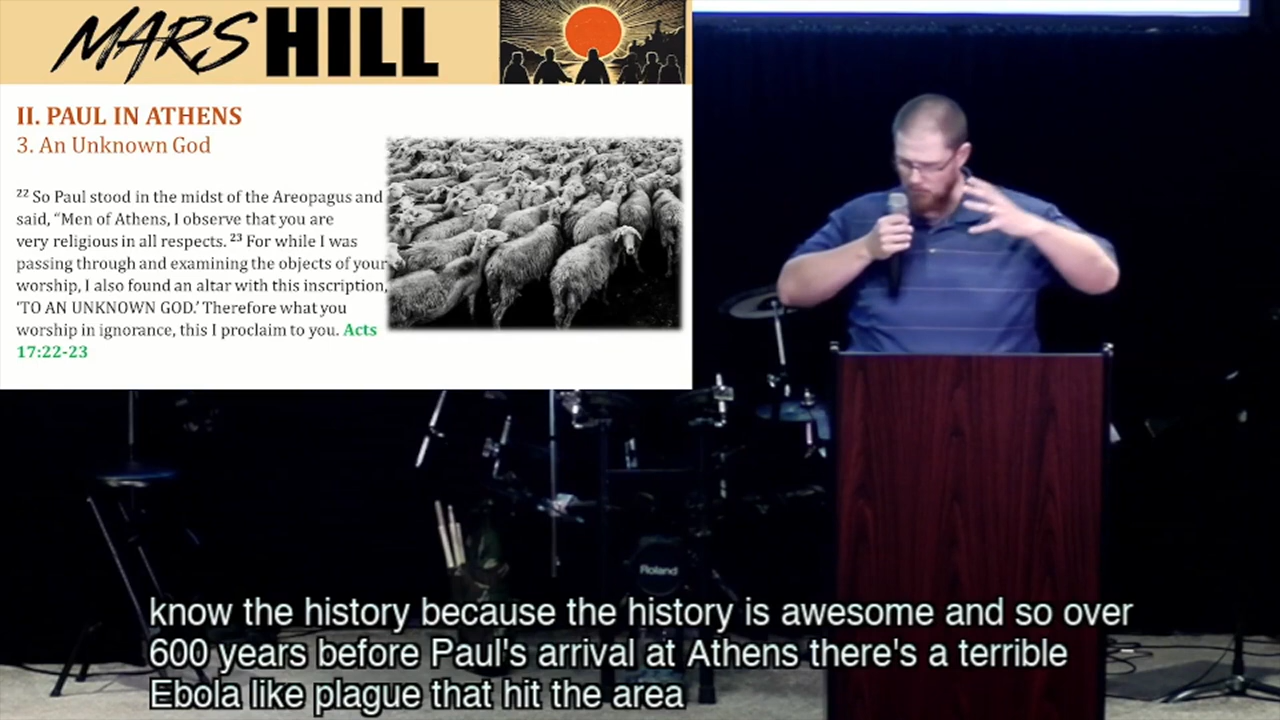 MARS HILL
II. PAUL IN ATHENS
3. An Unknown God
22 So Paul stood in the midst of the Areopagus and
said, “Men of Athens, I observe that you are
very religious in all respects. 23 For while I was
passing through and examining the objects of your
worship, I also found an altar with this inscription,
‘TO AN UNKNOWN GOD.’ Therefore what you
worship in ignorance, this I proclaim to you. Acts
17:22-23
Roland
know the history because the history is awesome and so over
600 years before Paul's arrival at Athens there's a terrible
Ebola like plague that hit the area